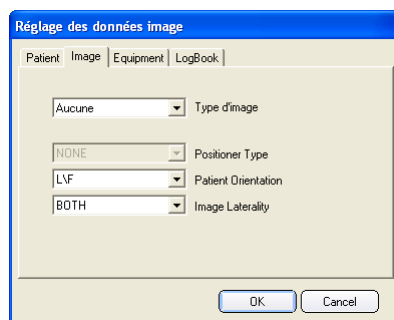 Réglage des données image
Patient Image Equipment LogBook
Aucune Type d'image
NONE Positioner Type
L\F Patient Orientation
BOTH Image Laterality
OK Cancel